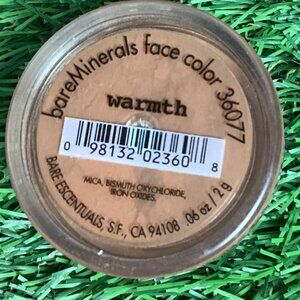 bareMinerals face color 36077
warmth
0 98132 02360 8
MICA, BISMUTH OXYCHLORIDE,
IRON OXIDES.
BARE ESCENTUALS, S.F., CA 94108 .06 oz / 2 g